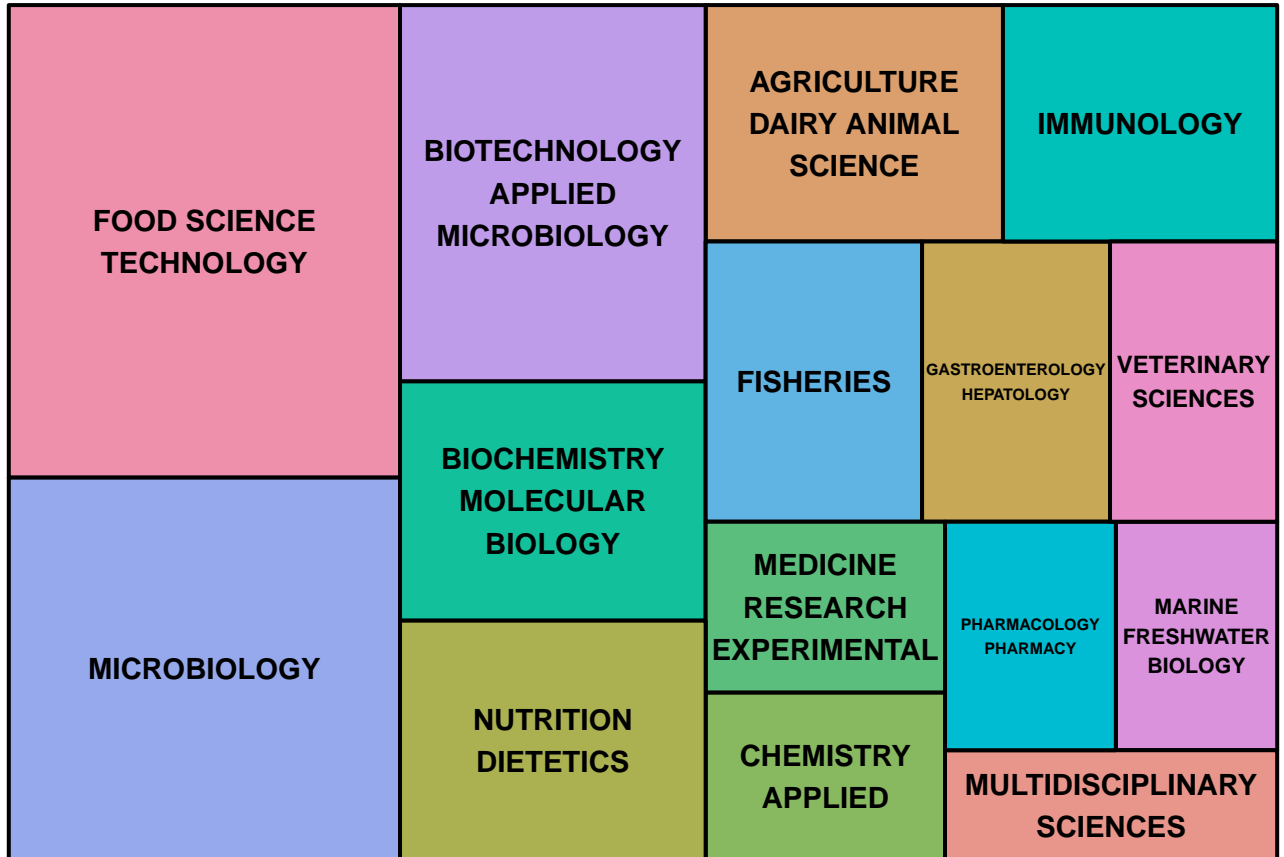 FOOD SCIENCE
TECHNOLOGY
MICROBIOLOGY
BIOTECHNOLOGY
APPLIED
MICROBIOLOGY
BIOCHEMISTRY
MOLECULAR
BIOLOGY
NUTRITION
DIETETICS
AGRICULTURE
DAIRY ANIMAL
SCIENCE
IMMUNOLOGY
FISHERIES
GASTROENTEROLOGY
HEPATOLOGY
VETERINARY
SCIENCES
MEDICINE
RESEARCH
EXPERIMENTAL
CHEMISTRY
APPLIED
PHARMACOLOGY
PHARMACY
MARINE
FRESHWATER
BIOLOGY
MULTIDISCIPLINARY
SCIENCES